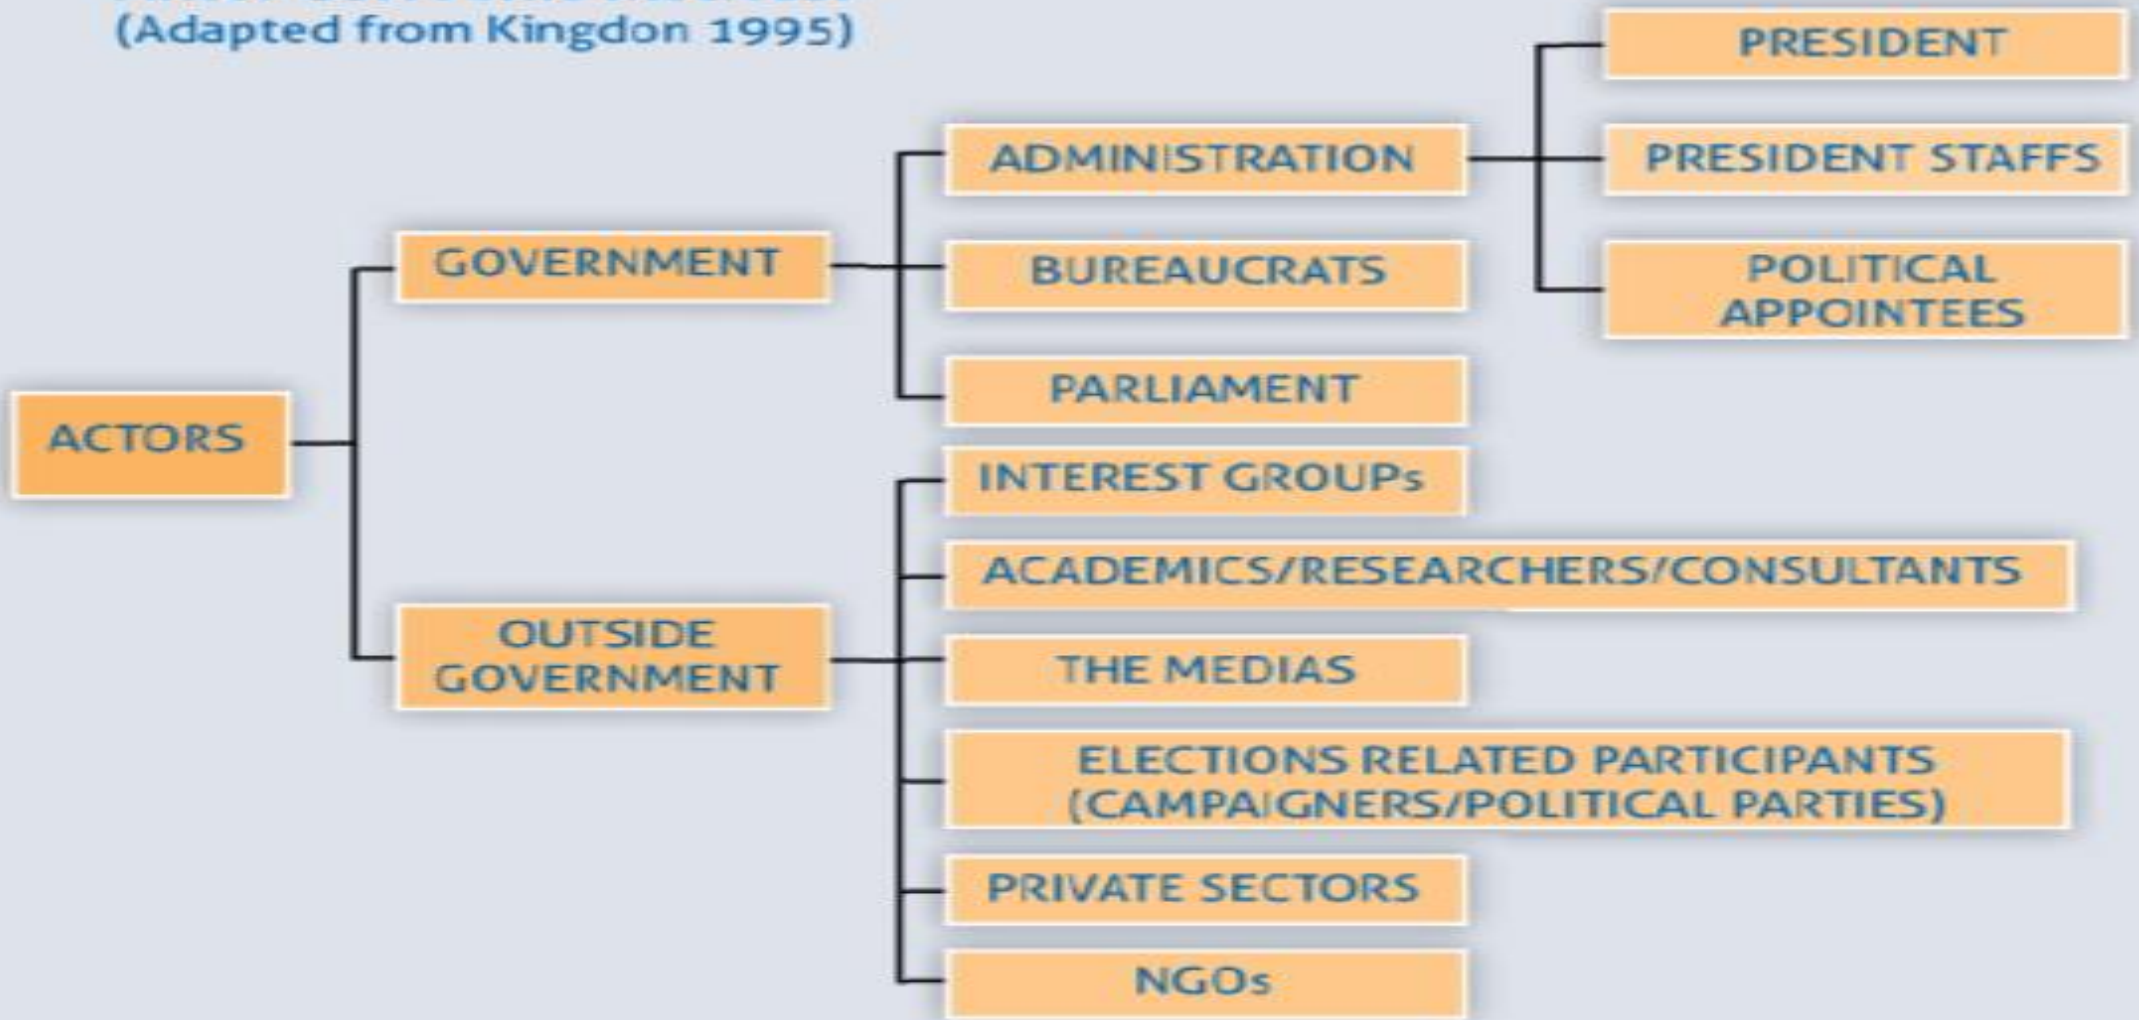 (Adapted from Kingdon 1995)
PRESIDENT
ADMINISTRATION
PRESIDENT STAFFS
GOVERNMENT
BUREAUCRATS
POLITICAL
APPOINTEES
PARLIAMENT
ACTORS
INTEREST GROUPs
ACADEMICS/RESEARCHERS/CONSULTANTS
OUTSIDE
GOVERNMENT
THE MEDIAS
ELECTIONS RELATED PARTICIPANTS
(CAMPAIGNERS/POLITICAL PARTIES)
PRIVATE SECTORS
NGOs